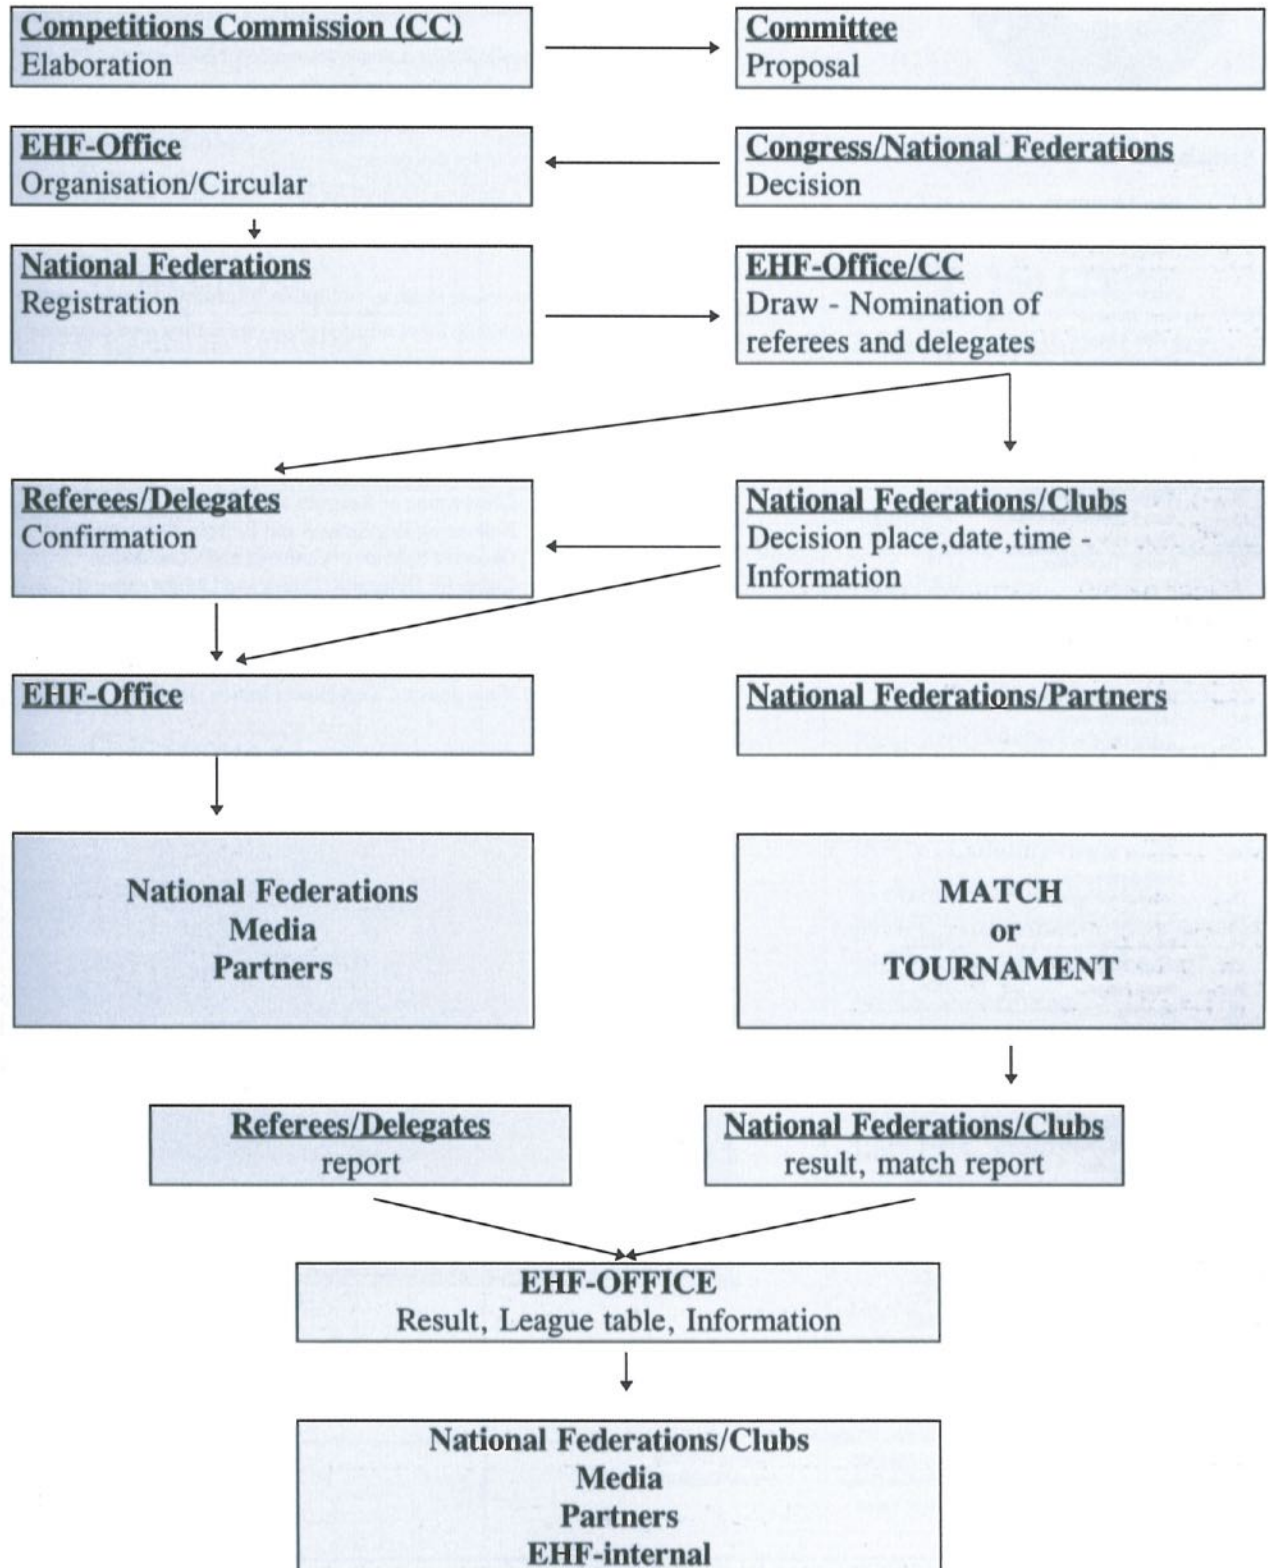 Competitions Commission (CC)
Elaboration
Committee
Proposal
EHF-Office
Organisation/Circular
Congress/National Federations
Decision
National Federations
Registration
EHF-Office/CC
Draw - Nomination of
referees and delegates
Referees/Delegates
Confirmation
National Federations/Clubs
Decision place,date,time -
Information
EHF-Office
National Federations/Partners
National Federations
Media
Partners
MATCH
or
TOURNAMENT
Referees/Delegates
report
National Federations/Clubs
result, match report
EHF-OFFICE
Result, League table, Information
National Federations/Clubs
Media
Partners
EHF-internal